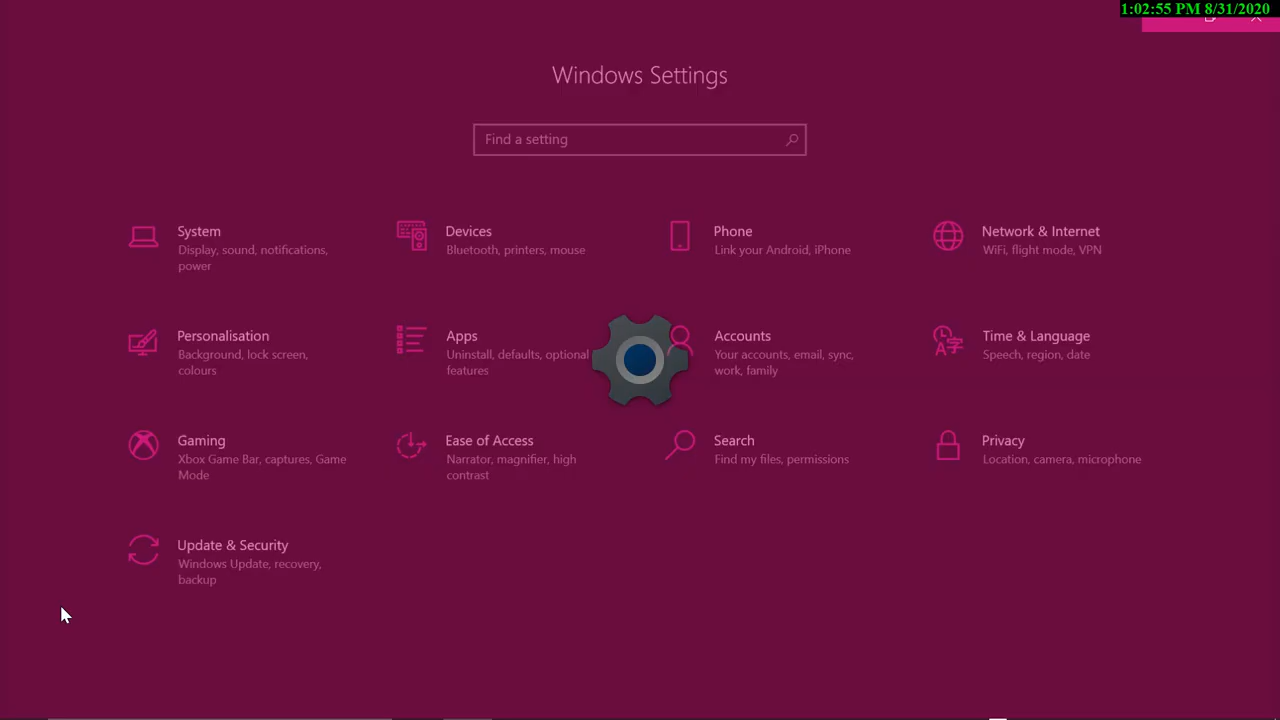 1:02:55 PM 8/31/2020
Windows Settings
Find a setting
System
Display, sound, notifications,
power
Devices
Bluetooth, printers, mouse
Phone
Link your Android, iPhone
Network & Internet
WiFi, flight mode, VPN
Personalisation
Background, lock screen,
colours
Apps
Uninstall, defaults, optional
features
Accounts
Your accounts, email, sync,
work, family
Time & Language
Speech, region, date
Gaming
Xbox Game Bar, captures, Game
Mode
Ease of Access
Narrator, magnifier, high
contrast
Search
Find my files, permissions
Privacy
Location, camera, microphone
Update & Security
Windows Update, recovery,
backup